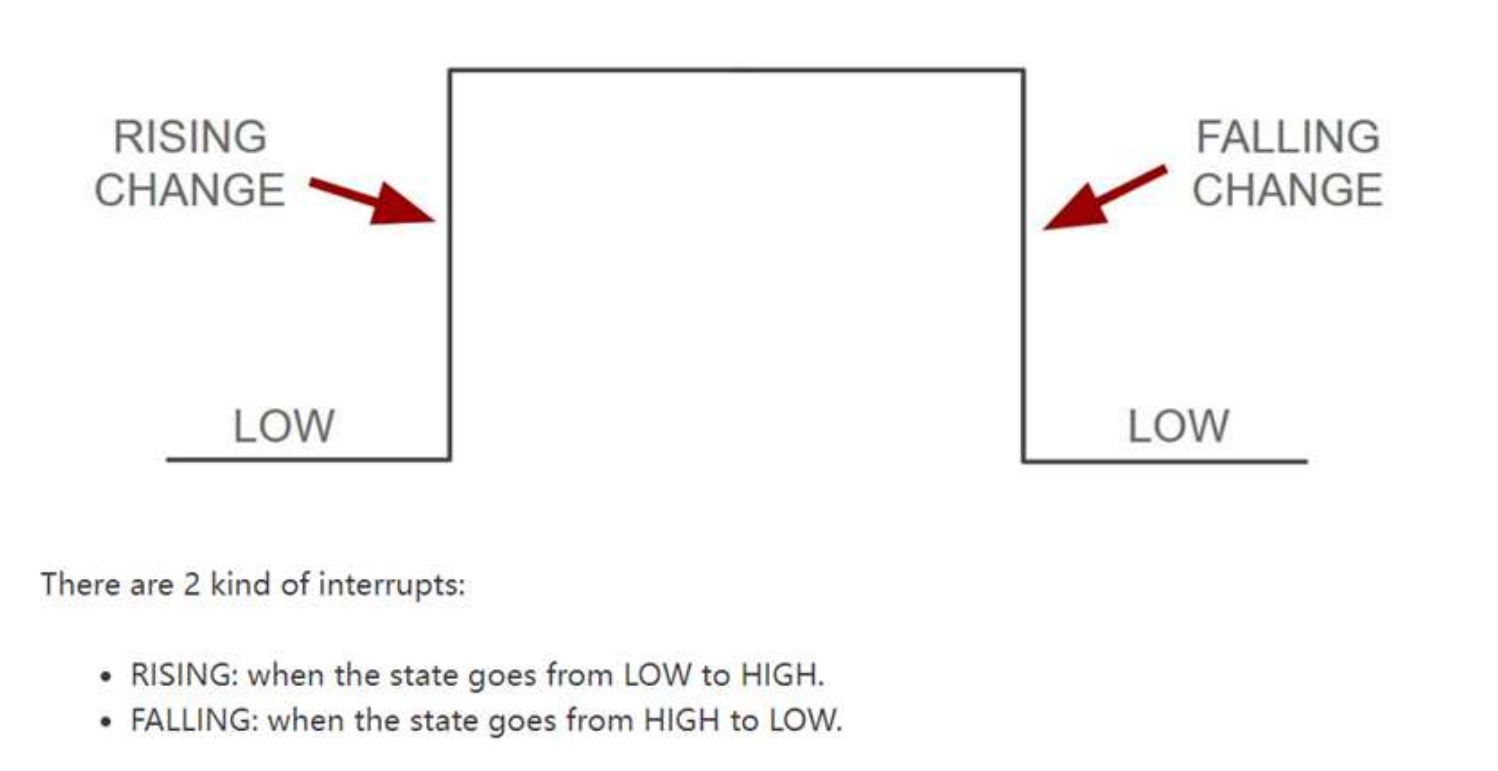 RISING
CHANGE
FALLING
CHANGE
LOW
LOW
There are 2 kind of interrupts:
• RISING: when the state goes from LOW to HIGH.
• FALLING: when the state goes from HIGH to LOW.